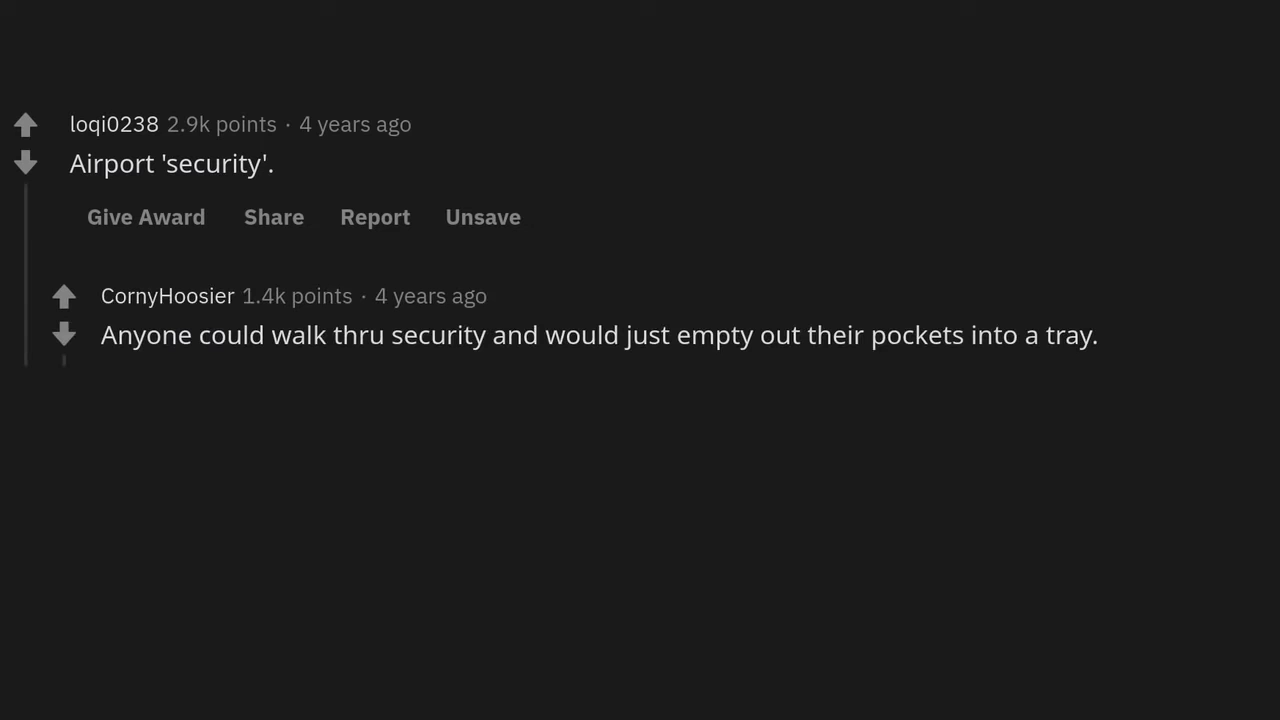 loqi0238 2.9k points · 4 years ago
Airport 'security'.
Give Award Share Report Unsave
CornyHoosier 1.4k points · 4 years ago
Anyone could walk thru security and would just empty out their pockets into a tray.